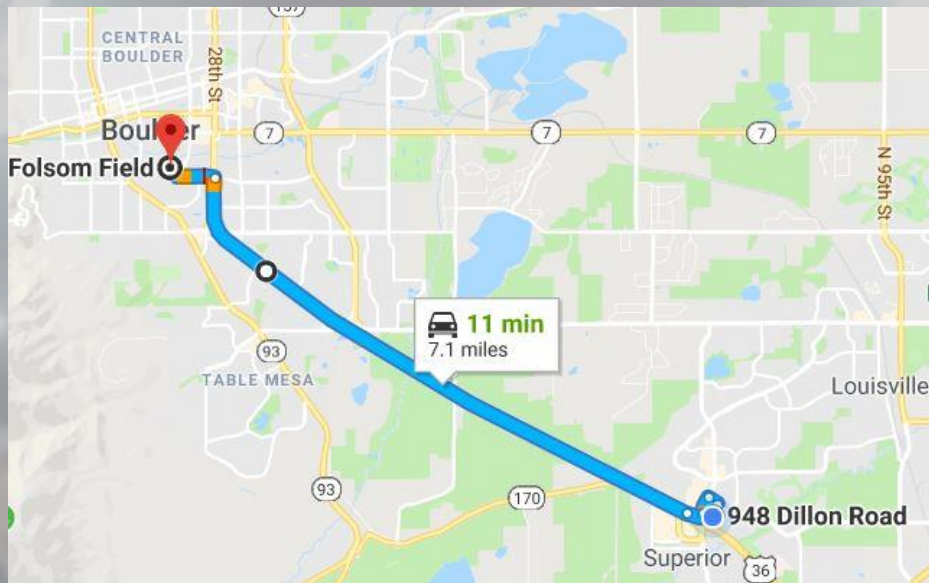 157
CENTRAL
BOULDER
28th St
Boulder
7
7
7
Folsom Field
N 95th St
11 min
7.1 miles
93
TABLE MESA
Louisville
93
170
948 Dillon Road
Superior
36